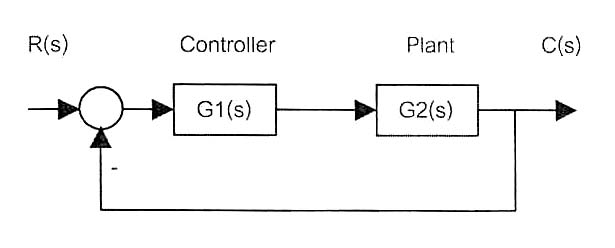 R(s) Controller Plant C(s)
G1(s) G2(s)
-